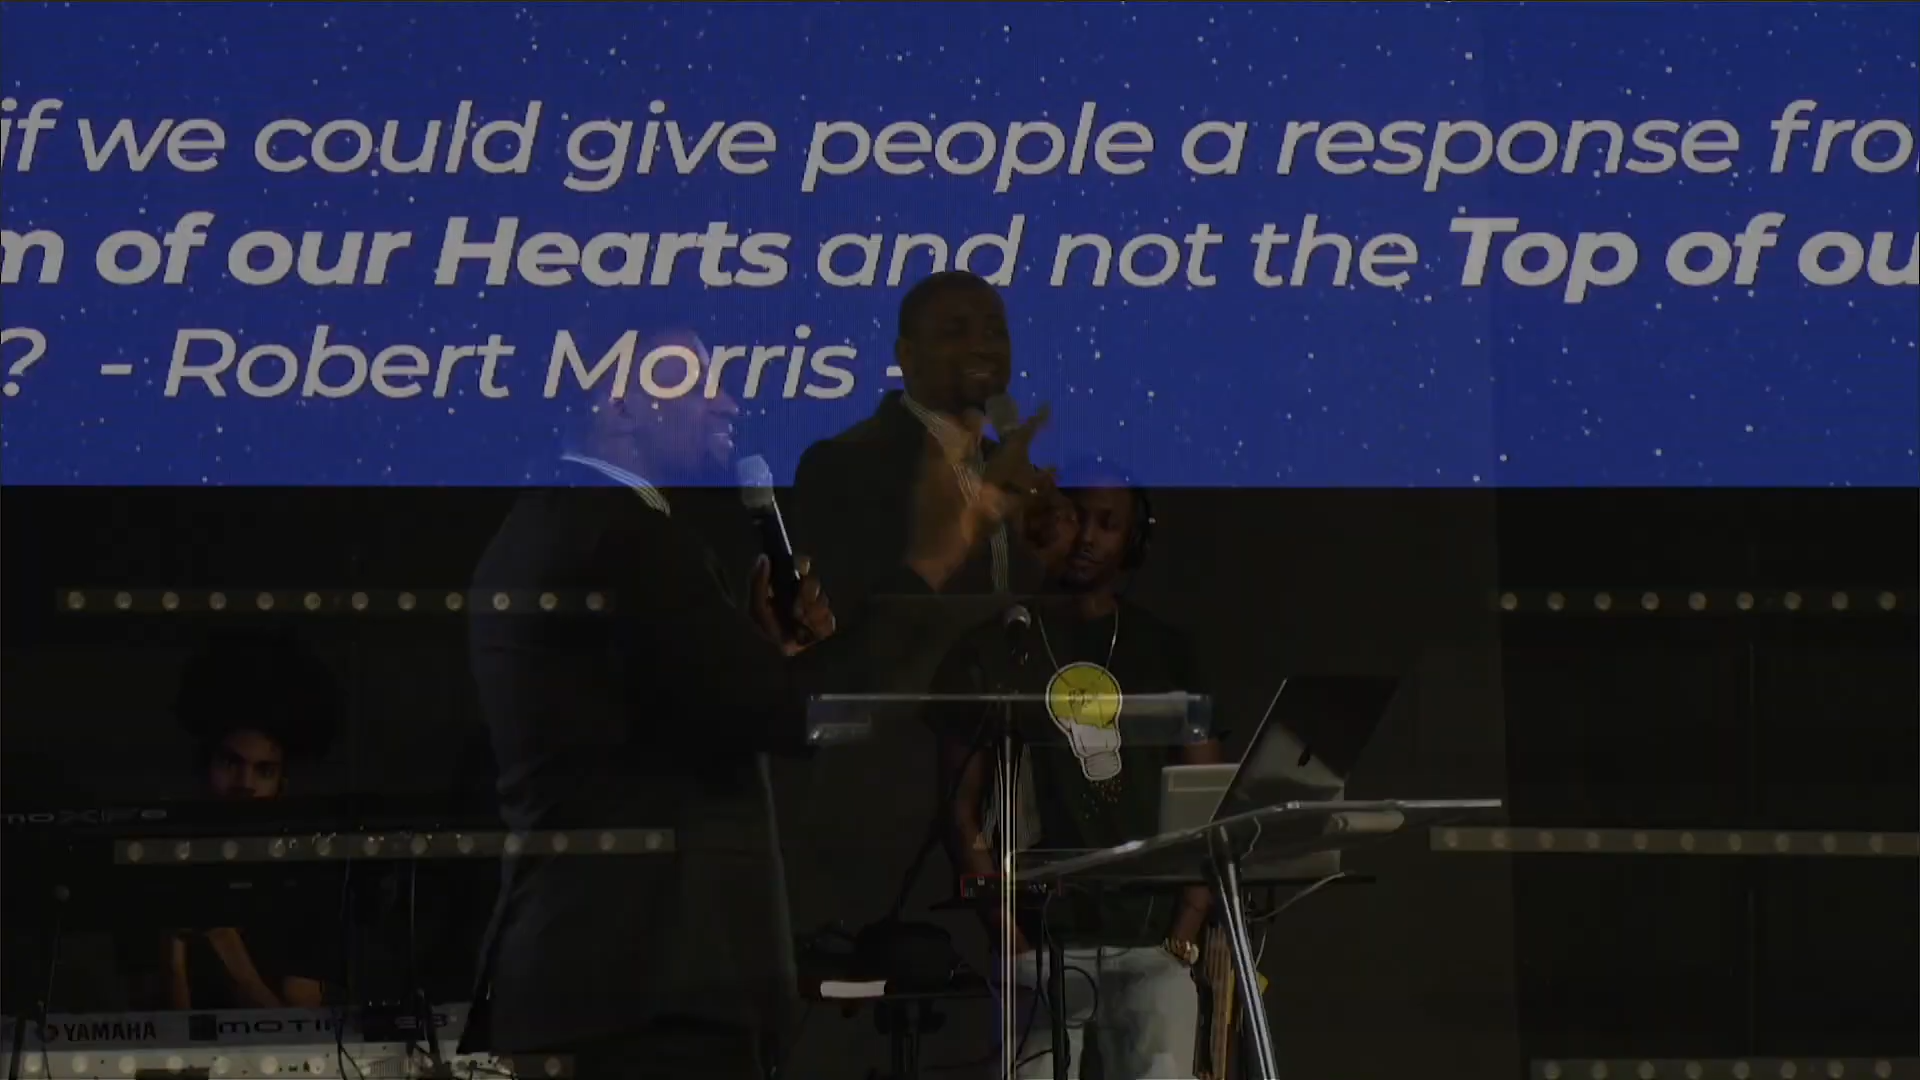 if we could give people a response fro
m of our Hearts and not the Top of ou
? - Robert Morris -
moXF6
YAMAHA MOTIF